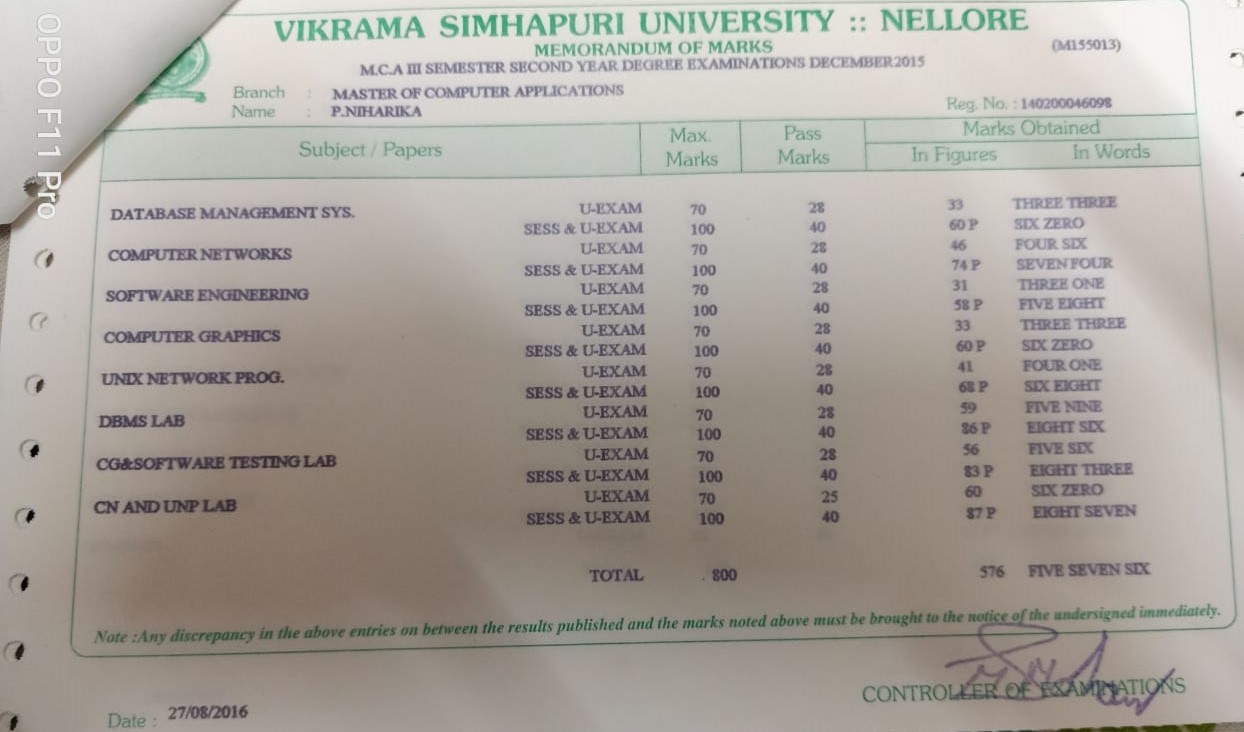 VIKRAMA SIMHAPURI UNIVERSITY :: NELLORE
MEMORANDUM OF MARKS
(M155013)
M.C.A III SEMESTER SECOND YEAR DEGREE EXAMINATIONS DECEMBER2015
Branch : MASTER OF COMPUTER APPLICATIONS
Name : P.NIHARIKA
Reg. No. : 140200046098
Subject / Papers Max. Marks Pass Marks Marks Obtained
In Figures In Words
DATABASE MANAGEMENT SYS. U-EXAM 70 28 33 THREE THREE
SESS & U-EXAM 100 40 60 P SIX ZERO
COMPUTER NETWORKS U-EXAM 70 28 46 FOUR SIX
SESS & U-EXAM 100 40 74 P SEVEN FOUR
SOFTWARE ENGINEERING U-EXAM 70 28 31 THREE ONE
SESS & U-EXAM 100 40 58 P FIVE EIGHT
COMPUTER GRAPHICS U-EXAM 70 28 33 THREE THREE
SESS & U-EXAM 100 40 60 P SIX ZERO
UNIX NETWORK PROG. U-EXAM 70 28 41 FOUR ONE
SESS & U-EXAM 100 40 68 P SIX EIGHT
DBMS LAB U-EXAM 70 28 59 FIVE NINE
SESS & U-EXAM 100 40 86 P EIGHT SIX
CG&SOFTWARE TESTING LAB U-EXAM 70 28 56 FIVE SIX
SESS & U-EXAM 100 40 83 P EIGHT THREE
CN AND UNP LAB U-EXAM 70 25 60 SIX ZERO
SESS & U-EXAM 100 40 87 P EIGHT SEVEN
TOTAL . 800 576 FIVE SEVEN SIX
Note :Any discrepancy in the above entries on between the results published and the marks noted above must be brought to the notice of the undersigned immediately.
CONTROLLER OF EXAMINATIONS
Date : 27/08/2016
OPPO F11 Pro